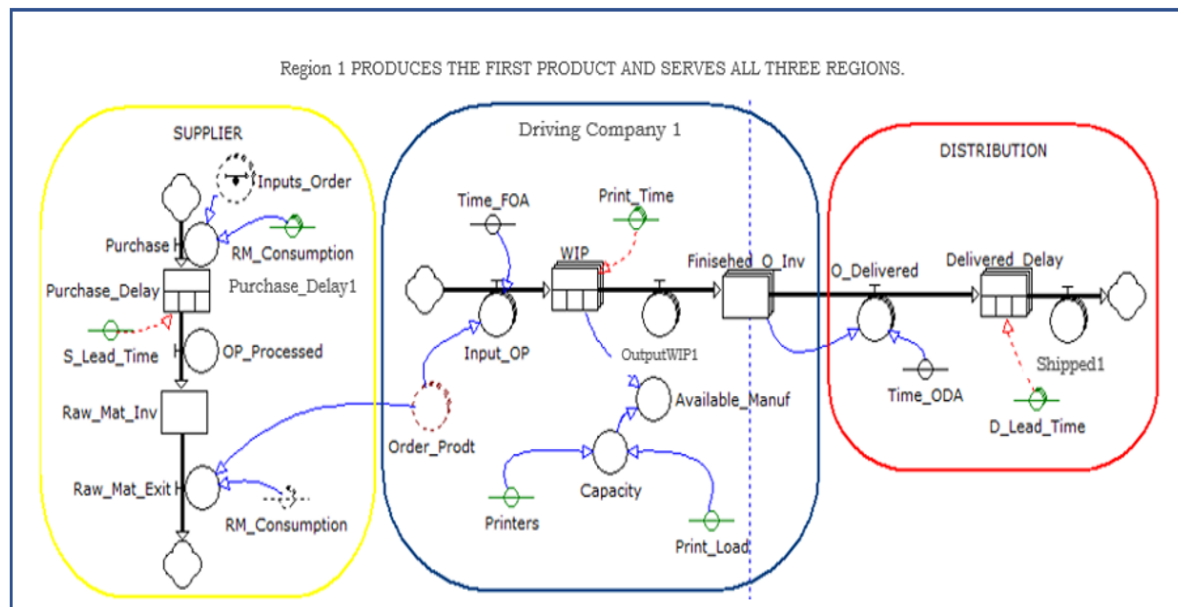 Region 1 PRODUCES THE FIRST PRODUCT AND SERVES ALL THREE REGIONS.
SUPPLIER
Inputs_Order
Purchase
RM_Consumption
Purchase_Delay
Purchase_Delay1
S_Lead_Time
OP_Processed
Raw_Mat_Inv
Raw_Mat_Exit
RM_Consumption
Driving Company 1
Time_FOA
Print_Time
WIP
Finisehed_O_Inv
Input_OP
OutputWIP1
Available_Manuf
Order_Prodt
Capacity
Printers
Print_Load
DISTRIBUTION
O_Delivered
Delivered_Delay
Shipped1
Time_ODA
D_Lead_Time